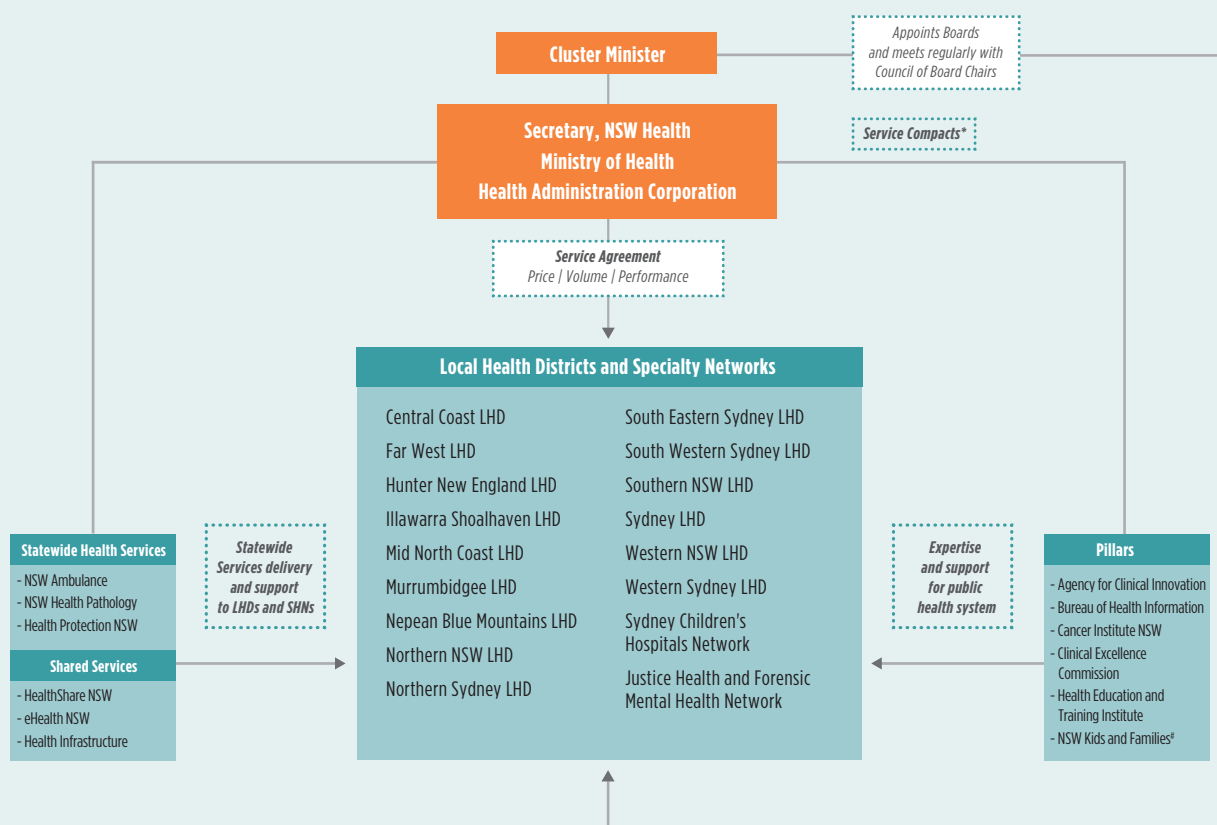 Cluster Minister
Appoints Boards
and meets regularly with
Council of Board Chairs
Secretary, NSW Health
Ministry of Health
Health Administration Corporation
Service Compacts*
Service Agreement
Price | Volume | Performance
Local Health Districts and Specialty Networks
Central Coast LHD
Far West LHD
Hunter New England LHD
Illawarra Shoalhaven LHD
Mid North Coast LHD
Murrumbidgee LHD
Nepean Blue Mountains LHD
Northern NSW LHD
Northern Sydney LHD
South Eastern Sydney LHD
South Western Sydney LHD
Southern NSW LHD
Sydney LHD
Western NSW LHD
Western Sydney LHD
Sydney Children's
Hospitals Network
Justice Health and Forensic
Mental Health Network
Statewide Health Services
- NSW Ambulance
- NSW Health Pathology
- Health Protection NSW
Shared Services
- HealthShare NSW
- eHealth NSW
- Health Infrastructure
Statewide
Services delivery
and support
to LHDs and SHNs
Expertise
and support
for public
health system
Pillars
- Agency for Clinical Innovation
- Bureau of Health Information
- Cancer Institute NSW
- Clinical Excellence
Commission
- Health Education and
Training Institute
- NSW Kids and Families#